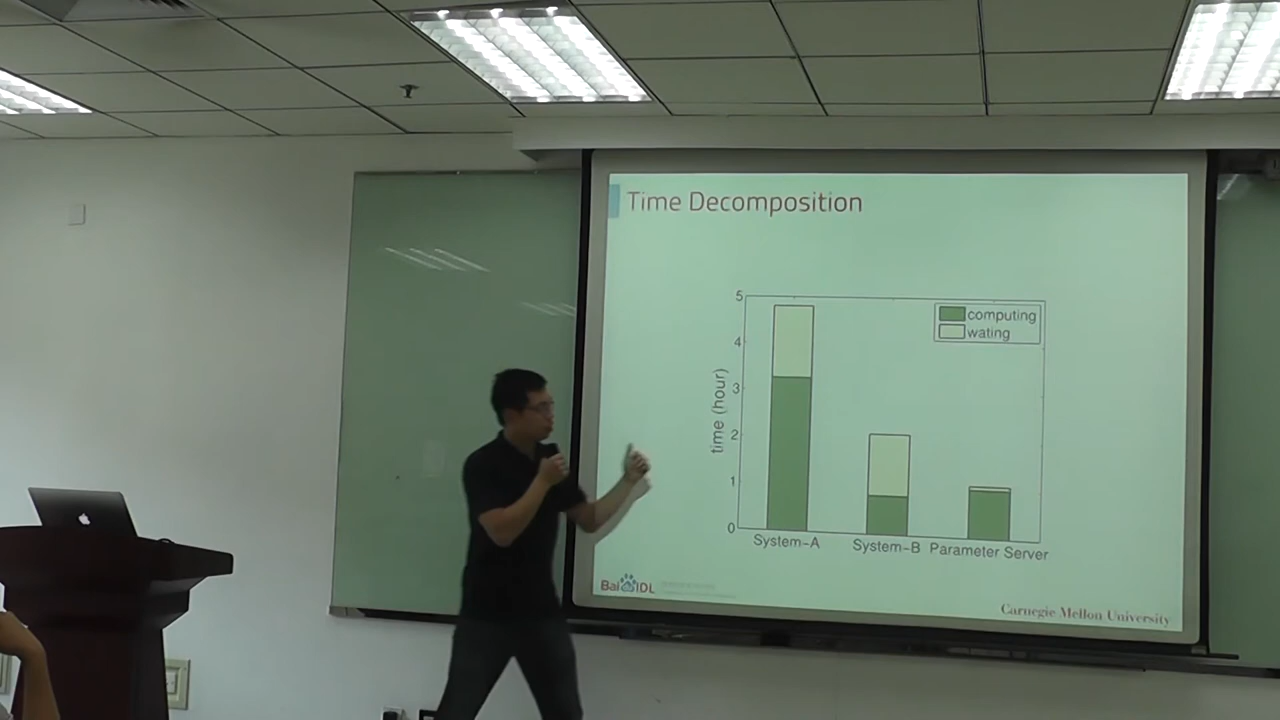 Time Decomposition
5
4
3
2
1
0
time (hour)
computing
wating
System-A
System-B
Parameter Server
Bai IDL
Carnegie Mellon University